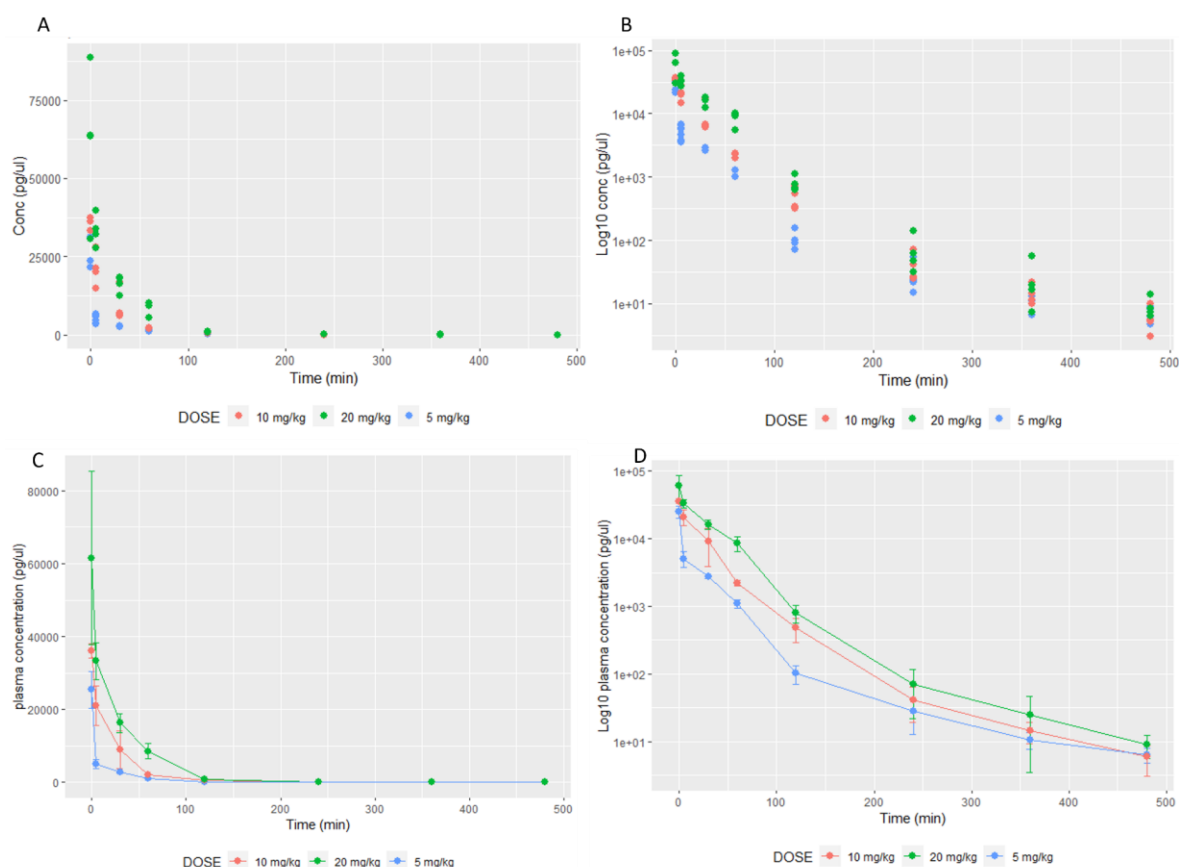 A
Conc (pg/ul)
75000
50000
25000
0
0 100 200 300 400 500
Time (min)
DOSE 10 mg/kg 20 mg/kg 5 mg/kg
B
Log10 conc (pg/ul)
1e+05
1e+04
1e+03
1e+02
1e+01
0 100 200 300 400 500
Time (min)
DOSE 10 mg/kg 20 mg/kg 5 mg/kg
C
plasma concentration (pg/ul)
80000
60000
40000
20000
0
0 100 200 300 400 500
Time (min)
DOSE 10 mg/kg 20 mg/kg 5 mg/kg
D
Log10 plasma concentration (pg/ul)
1e+05
1e+04
1e+03
1e+02
1e+01
0 100 200 300 400 500
Time (min)
DOSE 10 mg/kg 20 mg/kg 5 mg/kg